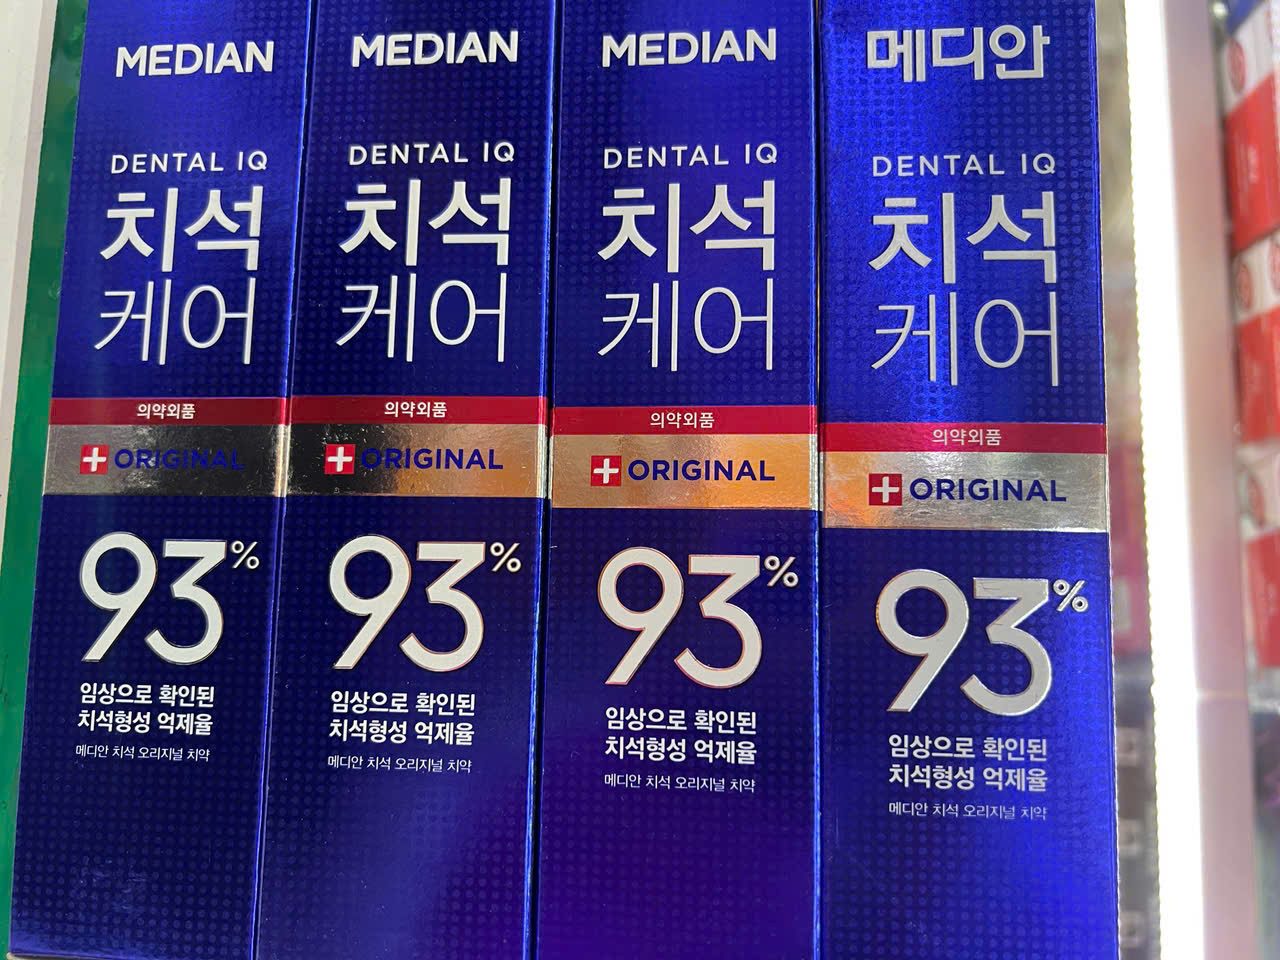 MEDIAN
DENTAL IQ
치석
케어
의약외품
ORIGINAL
93%
임상으로 확인된
치석형성 억제율
메디안 치석 오리지널 치약
MEDIAN
DENTAL IQ
치석
케어
의약외품
ORIGINAL
93%
임상으로 확인된
치석형성 억제율
메디안 치석 오리지널 치약
MEDIAN
DENTAL IQ
치석
케어
의약외품
ORIGINAL
93%
임상으로 확인된
치석형성 억제율
메디안 치석 오리지널 치약
메디안
DENTAL IQ
치석
케어
의약외품
ORIGINAL
93%
임상으로 확인된
치석형성 억제율
메디안 치석 오리지널 치약